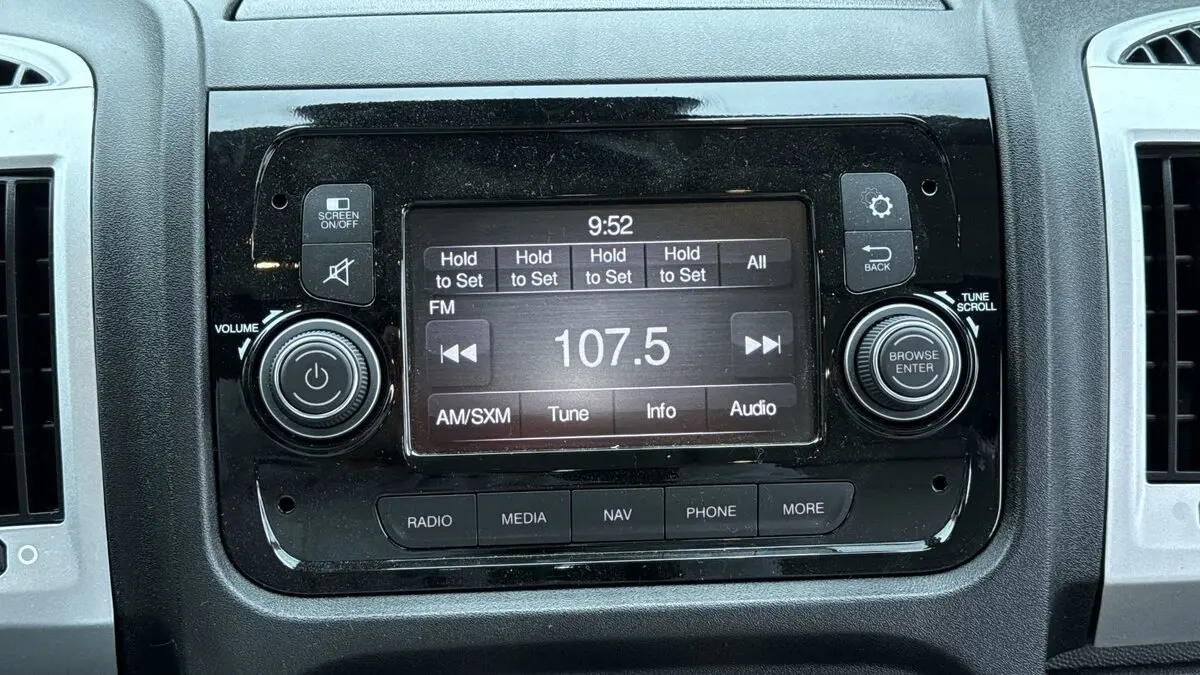 SCREEN
ON/OFF
9:52
Hold
to Set
Hold
to Set
Hold
to Set
Hold
to Set
All
BACK
FM
VOLUME
TUNE
SCROLL
107.5
BROWSE
ENTER
AM/SXM
Tune
Info
Audio
RADIO
MEDIA
NAV
PHONE
MORE